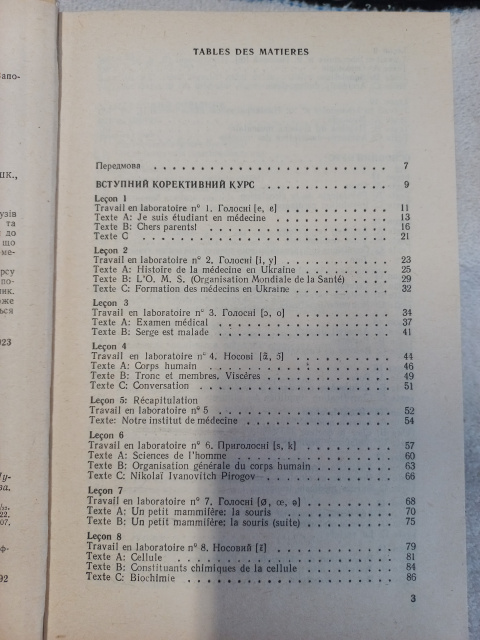 TABLES DES MATIERES
Передмова 7
ВСТУПНИЙ КОРЕКТИВНИЙ КУРС 9
Leçon 1
Travail en laboratoire n° 1. Голосні [e, ɐ] 11
Texte A: Je suis étudiant en médecine 13
Texte B: Chers parents! 16
Texte C 21
Leçon 2
Travail en laboratoire n° 2. Голосні [i, y] 23
Texte A: Histoire de la médecine en Ukraine 25
Texte B: L'O. M. S. (Organisation Mondiale de la Santé) 29
Texte C: Formation des médecins en Ukraine 32
Leçon 3
Travail en laboratoire n° 3. Голосні [ɔ, o] 34
Texte A: Examen médical 37
Texte B: Serge est malade 41
Leçon 4
Travail en laboratoire n° 4. Носові [ɑ̃, ɔ̃] 44
Texte A: Corps humain 46
Texte B: Tronc et membres. Viscères 49
Texte C: Conversation 51
Leçon 5: Récapitulation
Travail en laboratoire n° 5 52
Texte: Notre institut de médecine 54
Leçon 6
Travail en laboratoire n° 6. Приголосні [s, k] 57
Texte A: Sciences de l'homme 60
Texte B: Organisation générale du corps humain 63
Texte C: Nikolaï Ivanovitch Pirogov 66
Leçon 7
Travail en laboratoire n° 7. Голосні [ø, œ, ə] 68
Texte A: Un petit mammifère: la souris 70
Texte B: Un petit mammifère: la souris (suite) 75
Leçon 8
Travail en laboratoire n° 8. Носовий [ɛ̃] 79
Texte A: Cellule 81
Texte B: Constituants chimiques de la cellule 84
Texte C: Biochimie 86
3